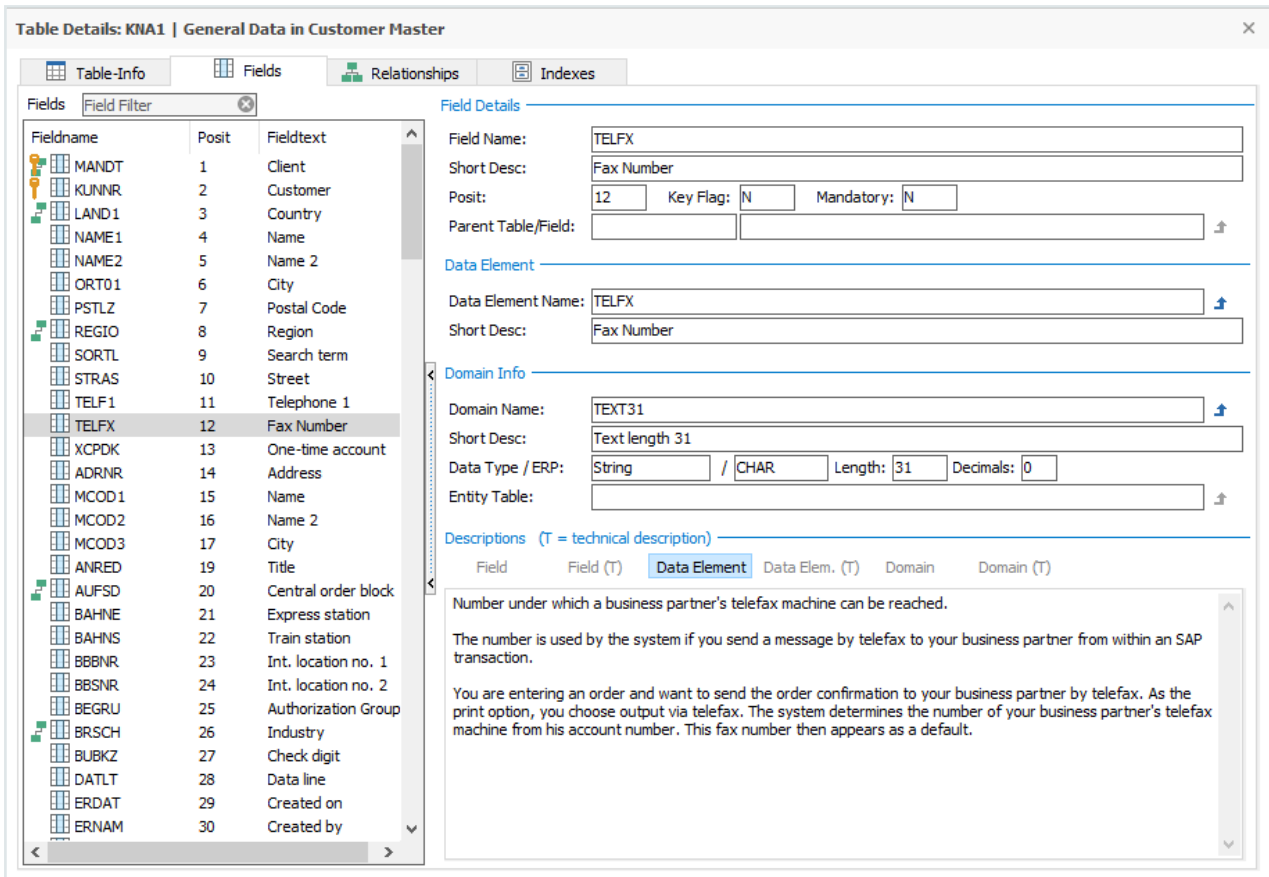 Table Details: KNA1 | General Data in Customer Master
Table-Info Fields Relationships Indexes
Fields Field Filter
Fieldname Posit Fieldtext
MANDT 1 Client
KUNNR 2 Customer
LAND1 3 Country
NAME1 4 Name
NAME2 5 Name 2
ORT01 6 City
PSTLZ 7 Postal Code
REGIO 8 Region
SORTL 9 Search term
STRAS 10 Street
TELF1 11 Telephone 1
TELFX 12 Fax Number
XCPDK 13 One-time account
ADRNR 14 Address
MCOD1 15 Name
MCOD2 16 Name 2
MCOD3 17 City
ANRED 19 Title
AUFSD 20 Central order block
BAHNE 21 Express station
BAHNS 22 Train station
BBBNR 23 Int. location no. 1
BBSNR 24 Int. location no. 2
BEGRU 25 Authorization Group
BRSCH 26 Industry
BUBKZ 27 Check digit
DATLT 28 Data line
ERDAT 29 Created on
ERNAM 30 Created by
Field Details
Field Name: TELFX
Short Desc: Fax Number
Posit: 12 Key Flag: N Mandatory: N
Parent Table/Field:
Data Element
Data Element Name: TELFX
Short Desc: Fax Number
Domain Info
Domain Name: TEXT31
Short Desc: Text length 31
Data Type / ERP: String / CHAR Length: 31 Decimals: 0
Entity Table:
Descriptions (T = technical description)
Field Field (T) Data Element Data Elem. (T) Domain Domain (T)
Number under which a business partner's telefax machine can be reached.
The number is used by the system if you send a message by telefax to your business partner from within an SAP
transaction.
You are entering an order and want to send the order confirmation to your business partner by telefax. As the
print option, you choose output via telefax. The system determines the number of your business partner's telefax
machine from his account number. This fax number then appears as a default.